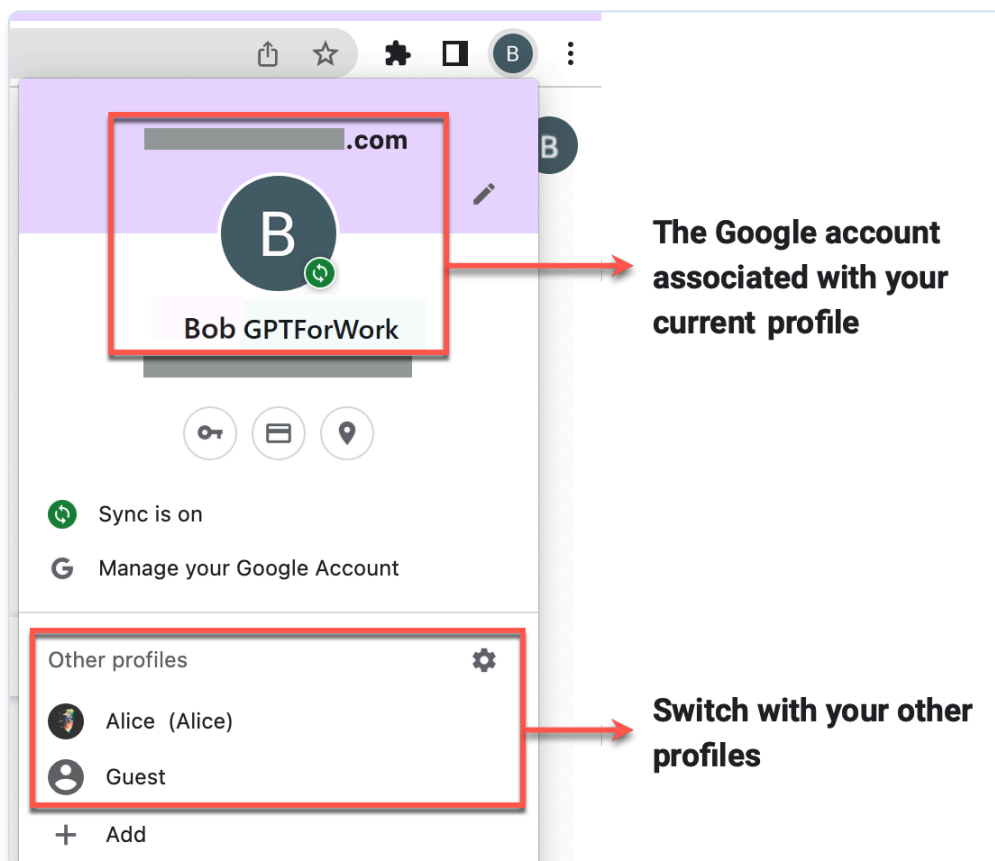 B
.com
B
B
Bob GPTForWork
The Google account
associated with your
current profile
Sync is on
G Manage your Google Account
Other profiles
Alice (Alice)
Guest
+ Add
Switch with your other
profiles